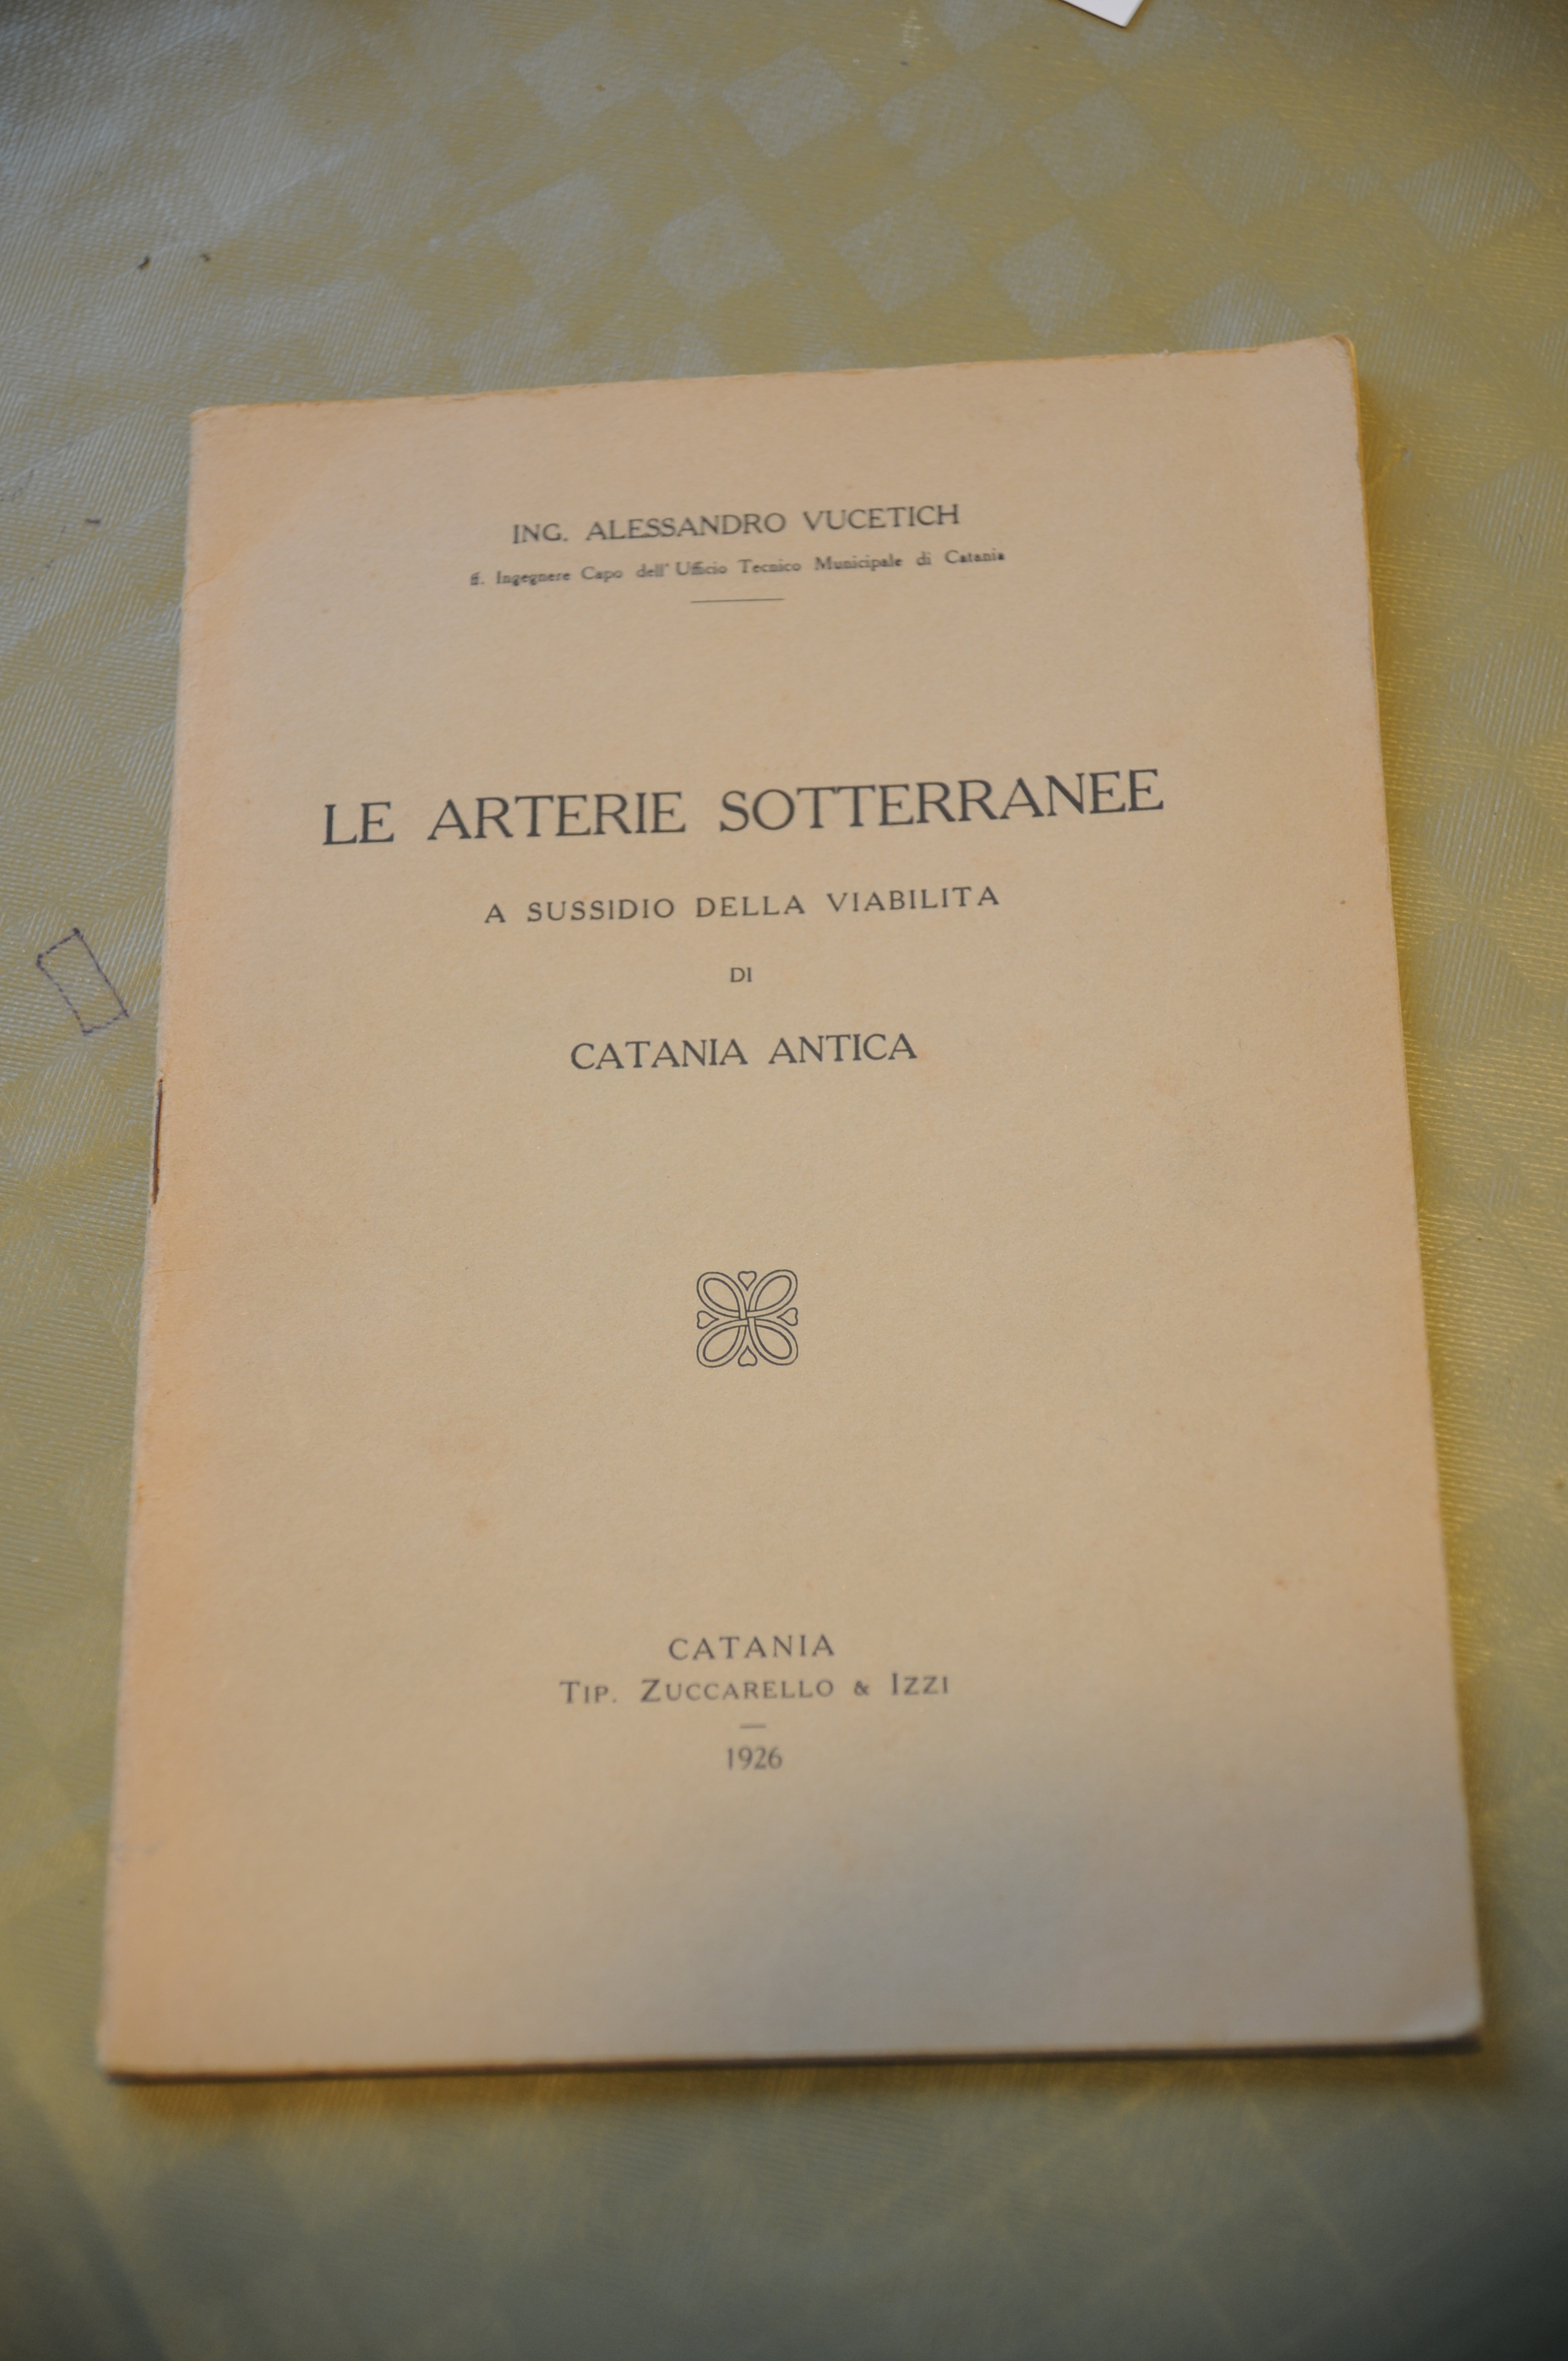 ING. ALESSANDRO VUCETICH
ff. Ingegnere Capo dell' Ufficio Tecnico Municipale di Catania
LE ARTERIE SOTTERRANEE
A SUSSIDIO DELLA VIABILITA
DI
CATANIA ANTICA
CATANIA
TIP. ZUCCARELLO & IZZI
1926